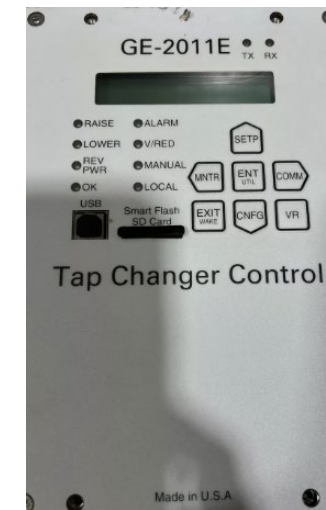 GE-2011E
TX RX
RAISE ALARM
LOWER V/RED
REV PWR MANUAL
OK LOCAL
SETP
MNTR ENT UTIL COMM
EXIT WAKE CNFG VR
USB
Smart Flash
SD Card
Tap Changer Control
Made in U.S.A